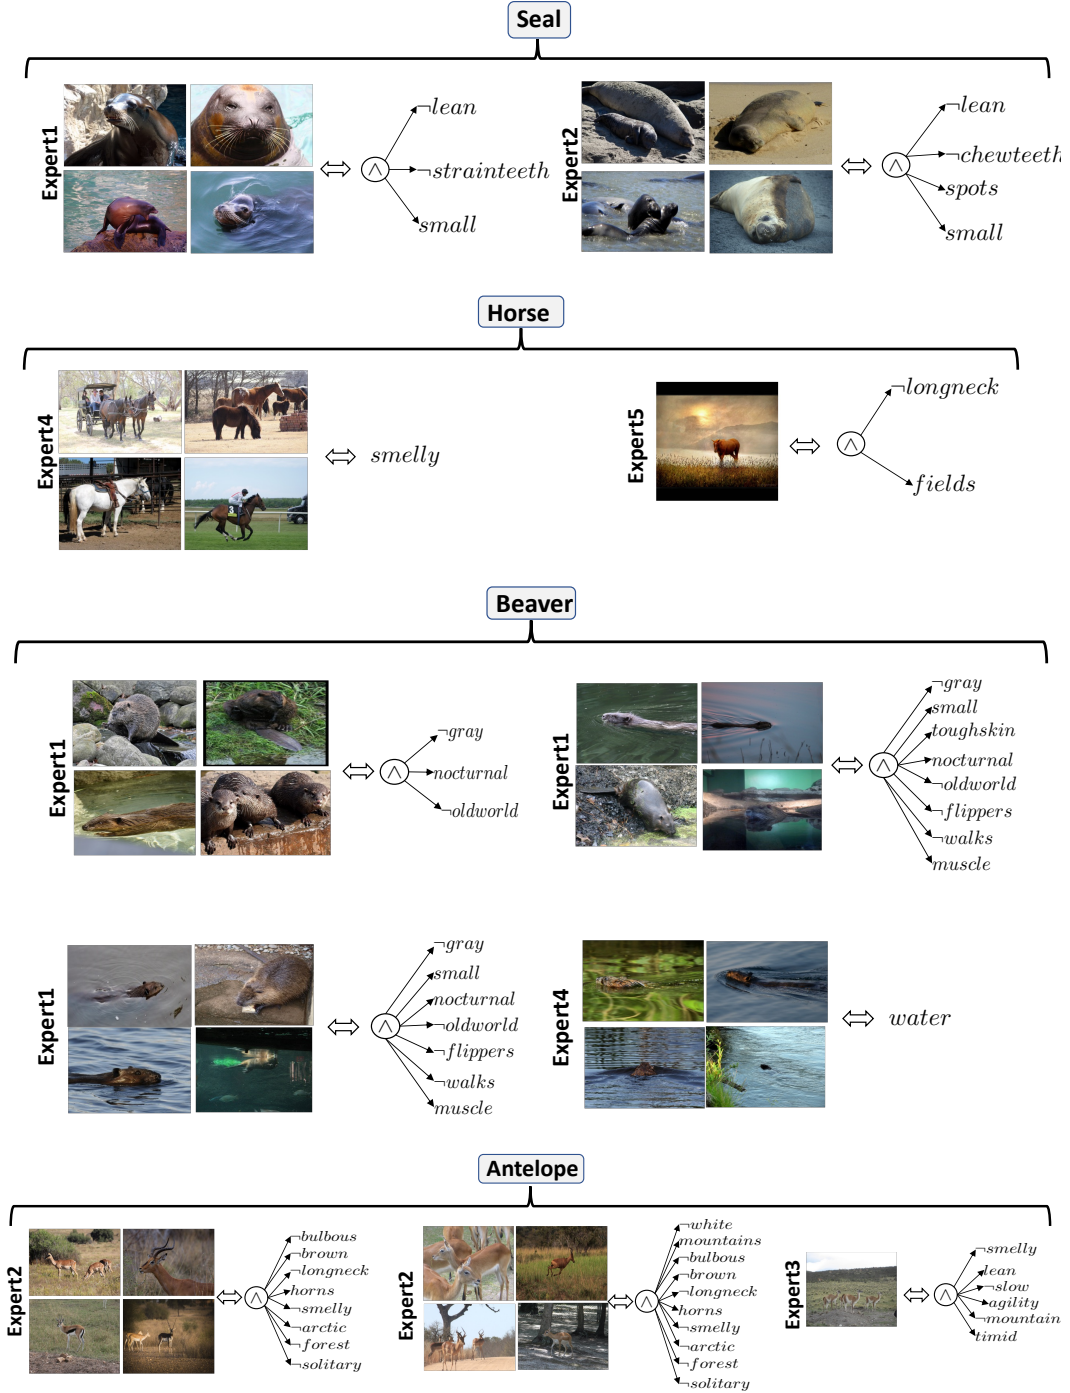 Seal
Expert1
∧
¬lean
¬strainteeth
small
Expert2
∧
¬lean
¬chewteeth
spots
small
Horse
Expert4
smelly
Expert5
∧
¬longneck
fields
Beaver
Expert1
∧
¬gray
nocturnal
¬oldworld
Expert1
∧
¬gray
small
toughskin
nocturnal
¬oldworld
¬flippers
¬walks
muscle
Expert1
∧
¬gray
small
nocturnal
¬oldworld
¬flippers
¬walks
muscle
Expert4
water
Antelope
Expert2
∧
¬bulbous
¬brown
¬longneck
horns
¬smelly
¬arctic
¬forest
¬solitary
Expert2
∧
¬white
mountains
¬bulbous
¬brown
¬longneck
horns
¬smelly
¬arctic
¬forest
¬solitary
Expert3
∧
¬smelly
lean
¬slow
agility
¬mountain
timid